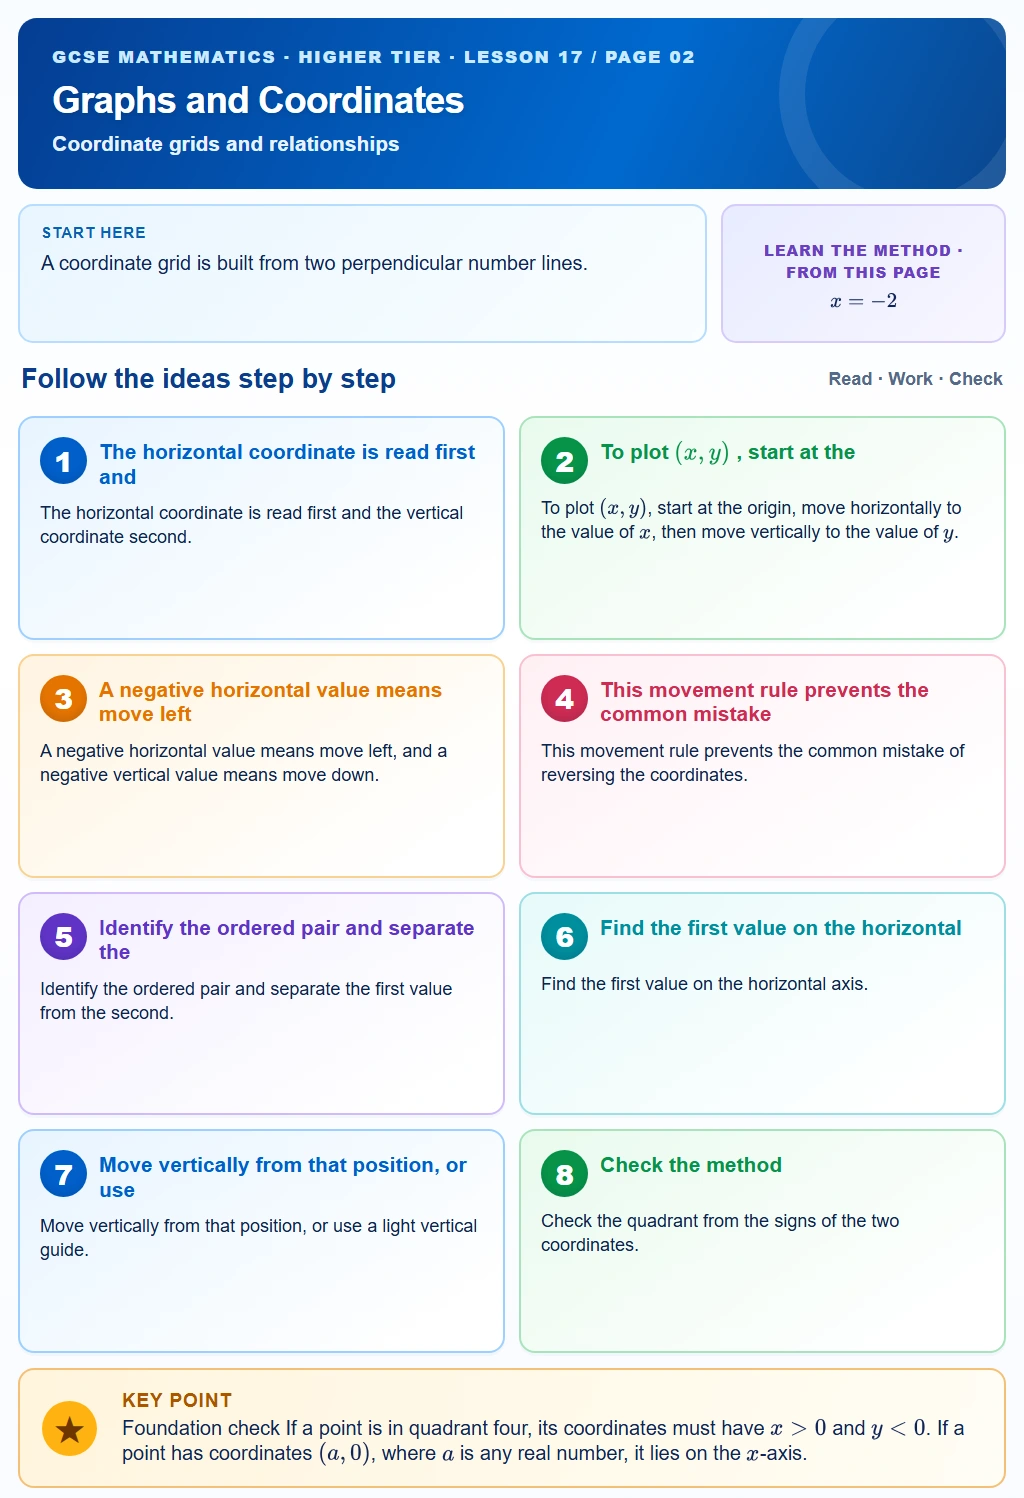 GCSE MATHEMATICS · HIGHER TIER · LESSON 17 / PAGE 02
Graphs and Coordinates
Coordinate grids and relationships
START HERE
A coordinate grid is built from two perpendicular number lines.
LEARN THE METHOD ·
FROM THIS PAGE
x = −2
Follow the ideas step by step
Read · Work · Check
1
The horizontal coordinate is read first
and
The horizontal coordinate is read first and the vertical
coordinate second.
2
To plot (x, y) , start at the
To plot (x, y), start at the origin, move horizontally to
the value of x, then move vertically to the value of y.
3
A negative horizontal value means
move left
A negative horizontal value means move left, and a
negative vertical value means move down.
4
This movement rule prevents the
common mistake
This movement rule prevents the common mistake of
reversing the coordinates.
5
Identify the ordered pair and separate
the
Identify the ordered pair and separate the first value
from the second.
6
Find the first value on the horizontal
Find the first value on the horizontal axis.
7
Move vertically from that position, or
use
Move vertically from that position, or use a light vertical
guide.
8
Check the method
Check the quadrant from the signs of the two
coordinates.
KEY POINT
Foundation check If a point is in quadrant four, its coordinates must have x > 0 and y < 0. If a
point has coordinates (a, 0), where a is any real number, it lies on the x-axis.